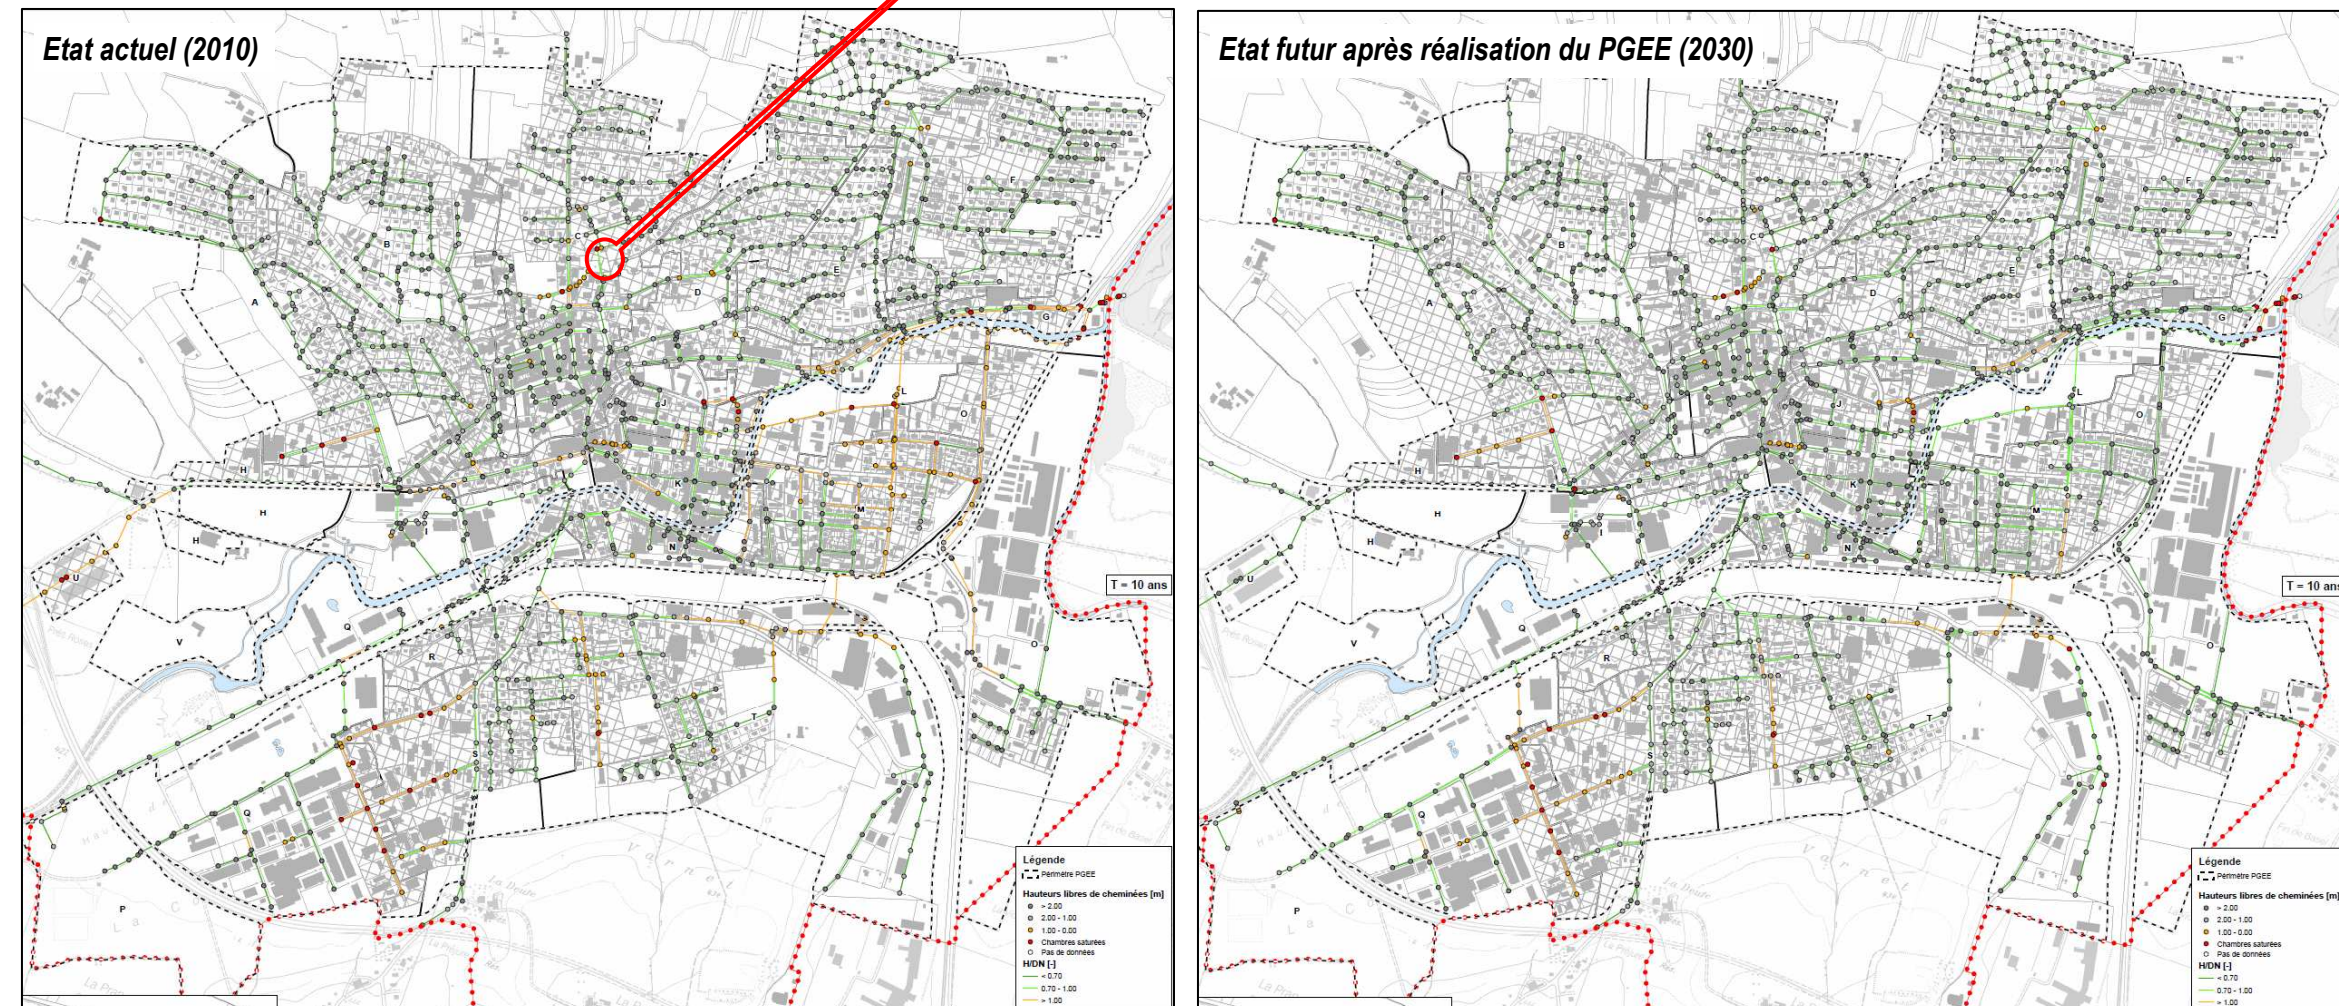 Etat actuel (2010)
F
C
B
E
D
A
G
L
J
O
H
K
H
M
H
I
N
U
T = 10 ans
Q
V
R
O
T
S
Q
P
La Pride
Légende
Périmètre PGEE
Hauteurs libres de cheminées [m]
> 2.00
2.00 - 1.00
1.00 - 0.00
Chambres saturées
Pas de données
H/DN [-]
< 0.70
0.70 - 1.00
> 1.00
Etat futur après réalisation du PGEE (2030)
F
C
B
E
D
A
G
L
J
O
H
K
H
M
H
I
N
U
T = 10 ans
Q
V
R
O
T
S
Q
P
Légende
Périmètre PGEE
Hauteurs libres de cheminées [m]
> 2.00
2.00 - 1.00
1.00 - 0.00
Chambres saturées
Pas de données
H/DN [-]
< 0.70
0.70 - 1.00
> 1.00